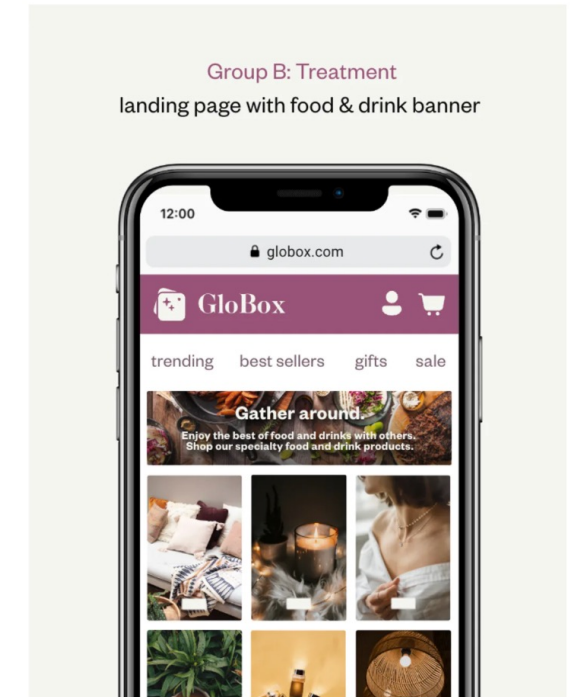 Group B: Treatment
landing page with food & drink banner
12:00
globox.com
GloBox
trending best sellers gifts sale
Gather around.
Enjoy the best of food and drinks with others.
Shop our specialty food and drink products.